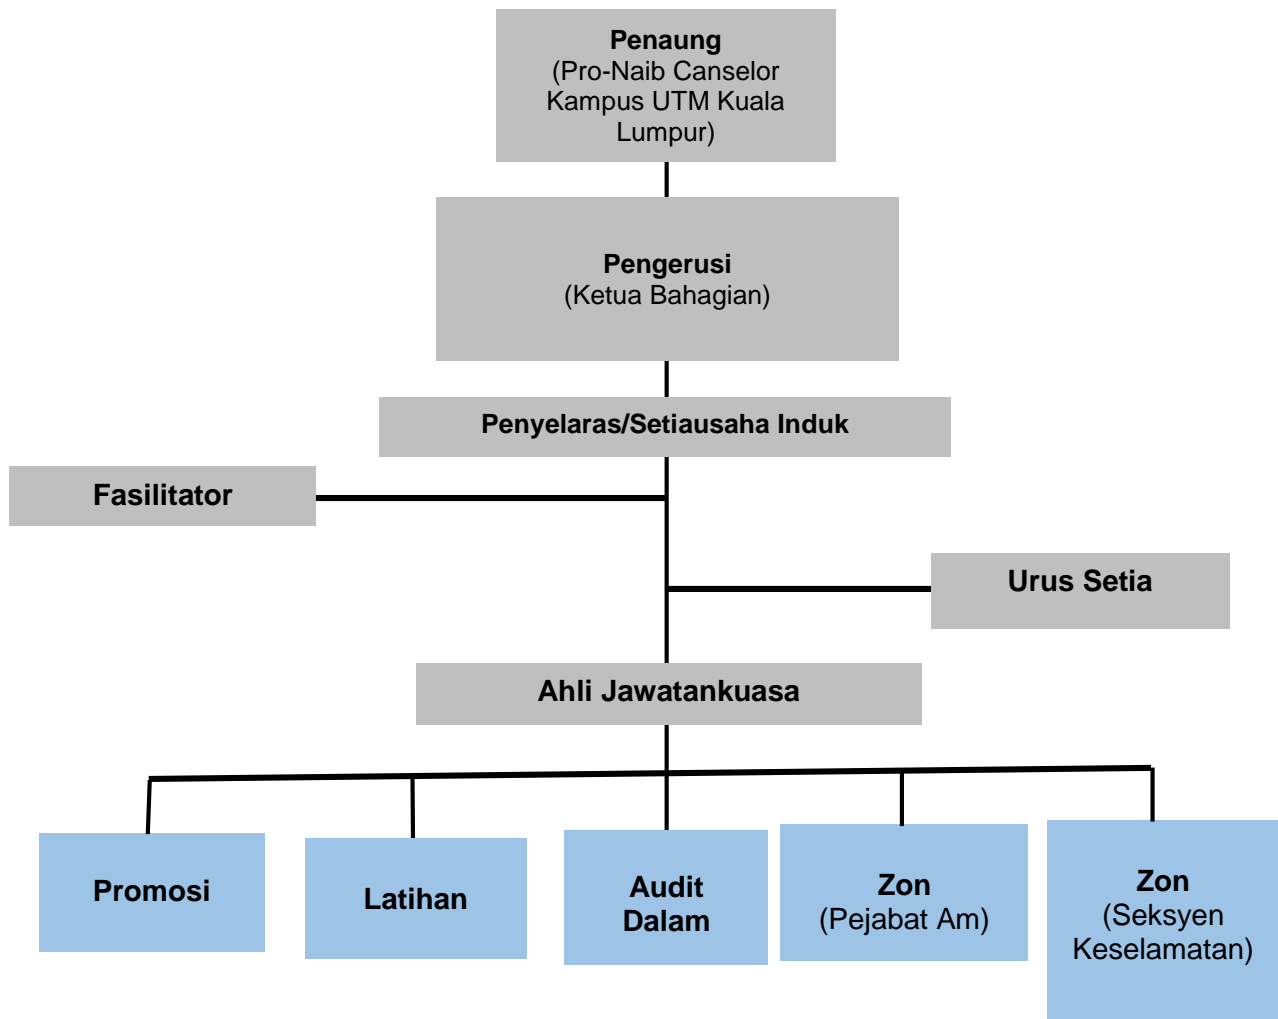 Penaung
(Pro-Naib Canselor
Kampus UTM Kuala
Lumpur)
Pengerusi
(Ketua Bahagian)
Penyelaras/Setiausaha Induk
Fasilitator
Urus Setia
Ahli Jawatankuasa
Promosi
Latihan
Audit
Dalam
Zon
(Pejabat Am)
Zon
(Seksyen
Keselamatan)